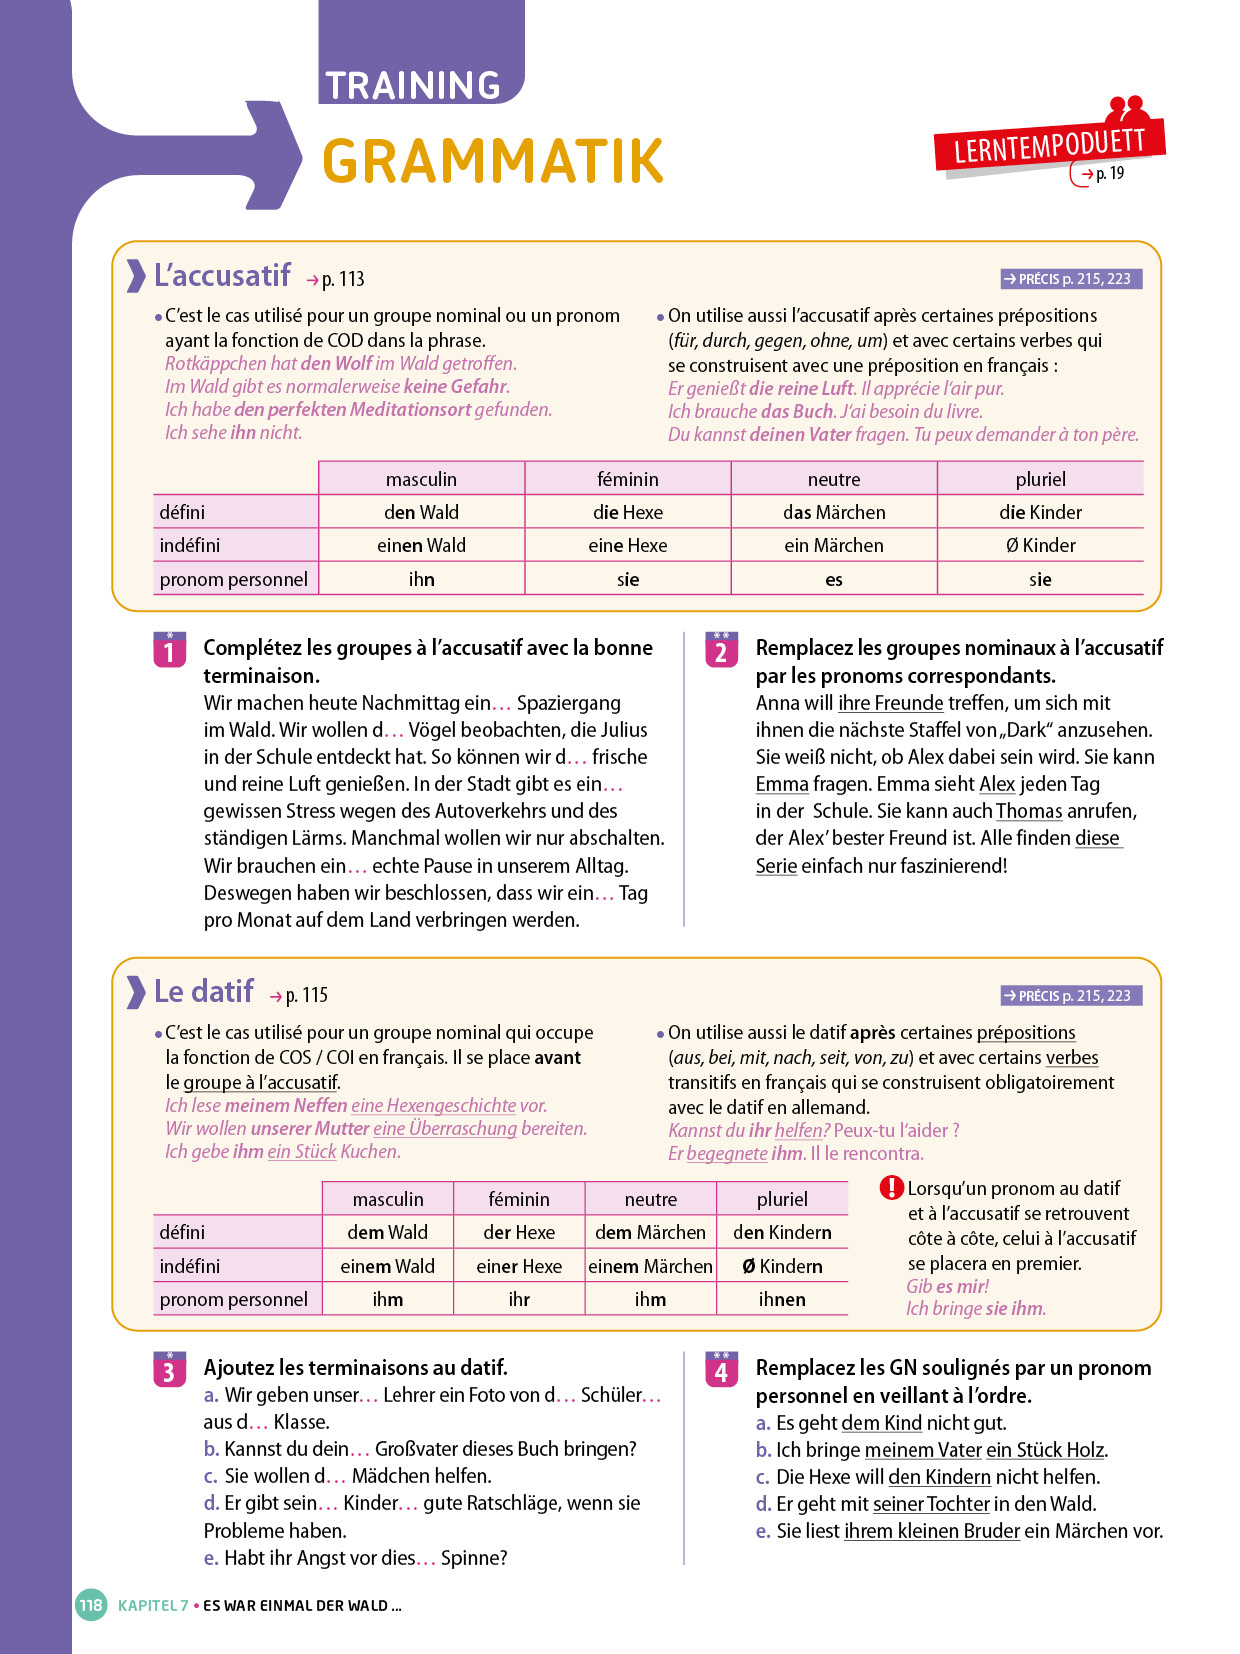 TRAINING
GRAMMATIK
LERNTEMPODUETT
→ p. 19
L’accusatif → p. 113
→ PRÉCIS p. 215, 223
• C’est le cas utilisé pour un groupe nominal ou un pronom
ayant la fonction de COD dans la phrase.
Rotkäppchen hat den Wolf im Wald getroffen.
Im Wald gibt es normalerweise keine Gefahr.
Ich habe den perfekten Meditationsort gefunden.
Ich sehe ihn nicht.
• On utilise aussi l’accusatif après certaines prépositions
(für, durch, gegen, ohne, um) et avec certains verbes qui
se construisent avec une préposition en français :
Er genießt die reine Luft. Il apprécie l‘air pur.
Ich brauche das Buch. J‘ai besoin du livre.
Du kannst deinen Vater fragen. Tu peux demander à ton père.
masculin féminin neutre pluriel
défini den Wald die Hexe das Märchen die Kinder
indéfini einen Wald eine Hexe ein Märchen Ø Kinder
pronom personnel ihn sie es sie
* 1 Complétez les groupes à l’accusatif avec la bonne
terminaison.
Wir machen heute Nachmittag ein… Spaziergang
im Wald. Wir wollen d… Vögel beobachten, die Julius
in der Schule entdeckt hat. So können wir d… frische
und reine Luft genießen. In der Stadt gibt es ein…
gewissen Stress wegen des Autoverkehrs und des
ständigen Lärms. Manchmal wollen wir nur abschalten.
Wir brauchen ein… echte Pause in unserem Alltag.
Deswegen haben wir beschlossen, dass wir ein… Tag
pro Monat auf dem Land verbringen werden.
** 2 Remplacez les groupes nominaux à l’accusatif
par les pronoms correspondants.
Anna will ihre Freunde treffen, um sich mit
ihnen die nächste Staffel von „Dark“ anzusehen.
Sie weiß nicht, ob Alex dabei sein wird. Sie kann
Emma fragen. Emma sieht Alex jeden Tag
in der Schule. Sie kann auch Thomas anrufen,
der Alex’ bester Freund ist. Alle finden diese
Serie einfach nur faszinierend!
Le datif → p. 115
→ PRÉCIS p. 215, 223
• C’est le cas utilisé pour un groupe nominal qui occupe
la fonction de COS / COI en français. Il se place avant
le groupe à l’accusatif.
Ich lese meinem Neffen eine Hexengeschichte vor.
Wir wollen unserer Mutter eine Überraschung bereiten.
Ich gebe ihm ein Stück Kuchen.
• On utilise aussi le datif après certaines prépositions
(aus, bei, mit, nach, seit, von, zu) et avec certains verbes
transitifs en français qui se construisent obligatoirement
avec le datif en allemand.
Kannst du ihr helfen? Peux-tu l‘aider ?
Er begegnete ihm. Il le rencontra.
masculin féminin neutre pluriel
défini dem Wald der Hexe dem Märchen den Kindern
indéfini einem Wald einer Hexe einem Märchen Ø Kindern
pronom personnel ihm ihr ihm ihnen
! Lorsqu’un pronom au datif
et à l’accusatif se retrouvent
côte à côte, celui à l’accusatif
se placera en premier.
Gib es mir!
Ich bringe sie ihm.
* 3 Ajoutez les terminaisons au datif.
a. Wir geben unser… Lehrer ein Foto von d… Schüler…
aus d… Klasse.
b. Kannst du dein… Großvater dieses Buch bringen?
c. Sie wollen d… Mädchen helfen.
d. Er gibt sein… Kinder… gute Ratschläge, wenn sie
Probleme haben.
e. Habt ihr Angst vor dies… Spinne?
** 4 Remplacez les GN soulignés par un pronom
personnel en veillant à l’ordre.
a. Es geht dem Kind nicht gut.
b. Ich bringe meinem Vater ein Stück Holz.
c. Die Hexe will den Kindern nicht helfen.
d. Er geht mit seiner Tochter in den Wald.
e. Sie liest ihrem kleinen Bruder ein Märchen vor.
118 KAPITEL 7 • ES WAR EINMAL DER WALD ...